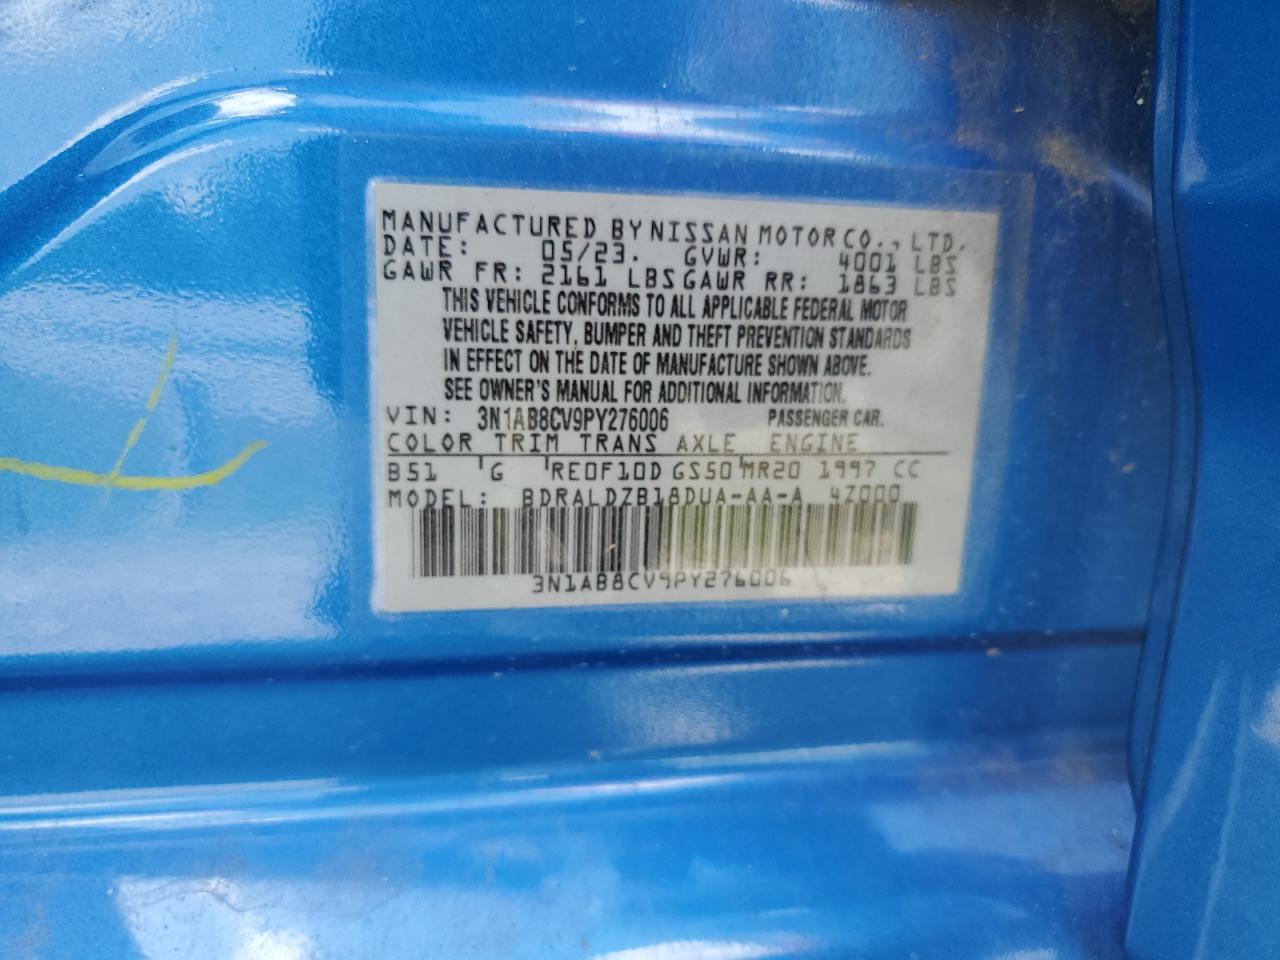 MANUFACTURED BY NISSAN MOTOR CO., LTD.
DATE: 05/23. GVWR: 4001 LBS
GAWR FR: 2161 LBS GAWR RR: 1863 LBS
THIS VEHICLE CONFORMS TO ALL APPLICABLE FEDERAL MOTOR
VEHICLE SAFETY, BUMPER AND THEFT PREVENTION STANDARDS
IN EFFECT ON THE DATE OF MANUFACTURE SHOWN ABOVE.
SEE OWNER'S MANUAL FOR ADDITIONAL INFORMATION.
VIN: 3N1AB8CV9PY276006 PASSENGER CAR.
COLOR TRIM TRANS AXLE ENGINE
B51 G RE0F10D GS50 MR20 1997 CC
MODEL: BDRALDZB18DUA-AA-A 4Z000
3N1AB8CV9PY276006